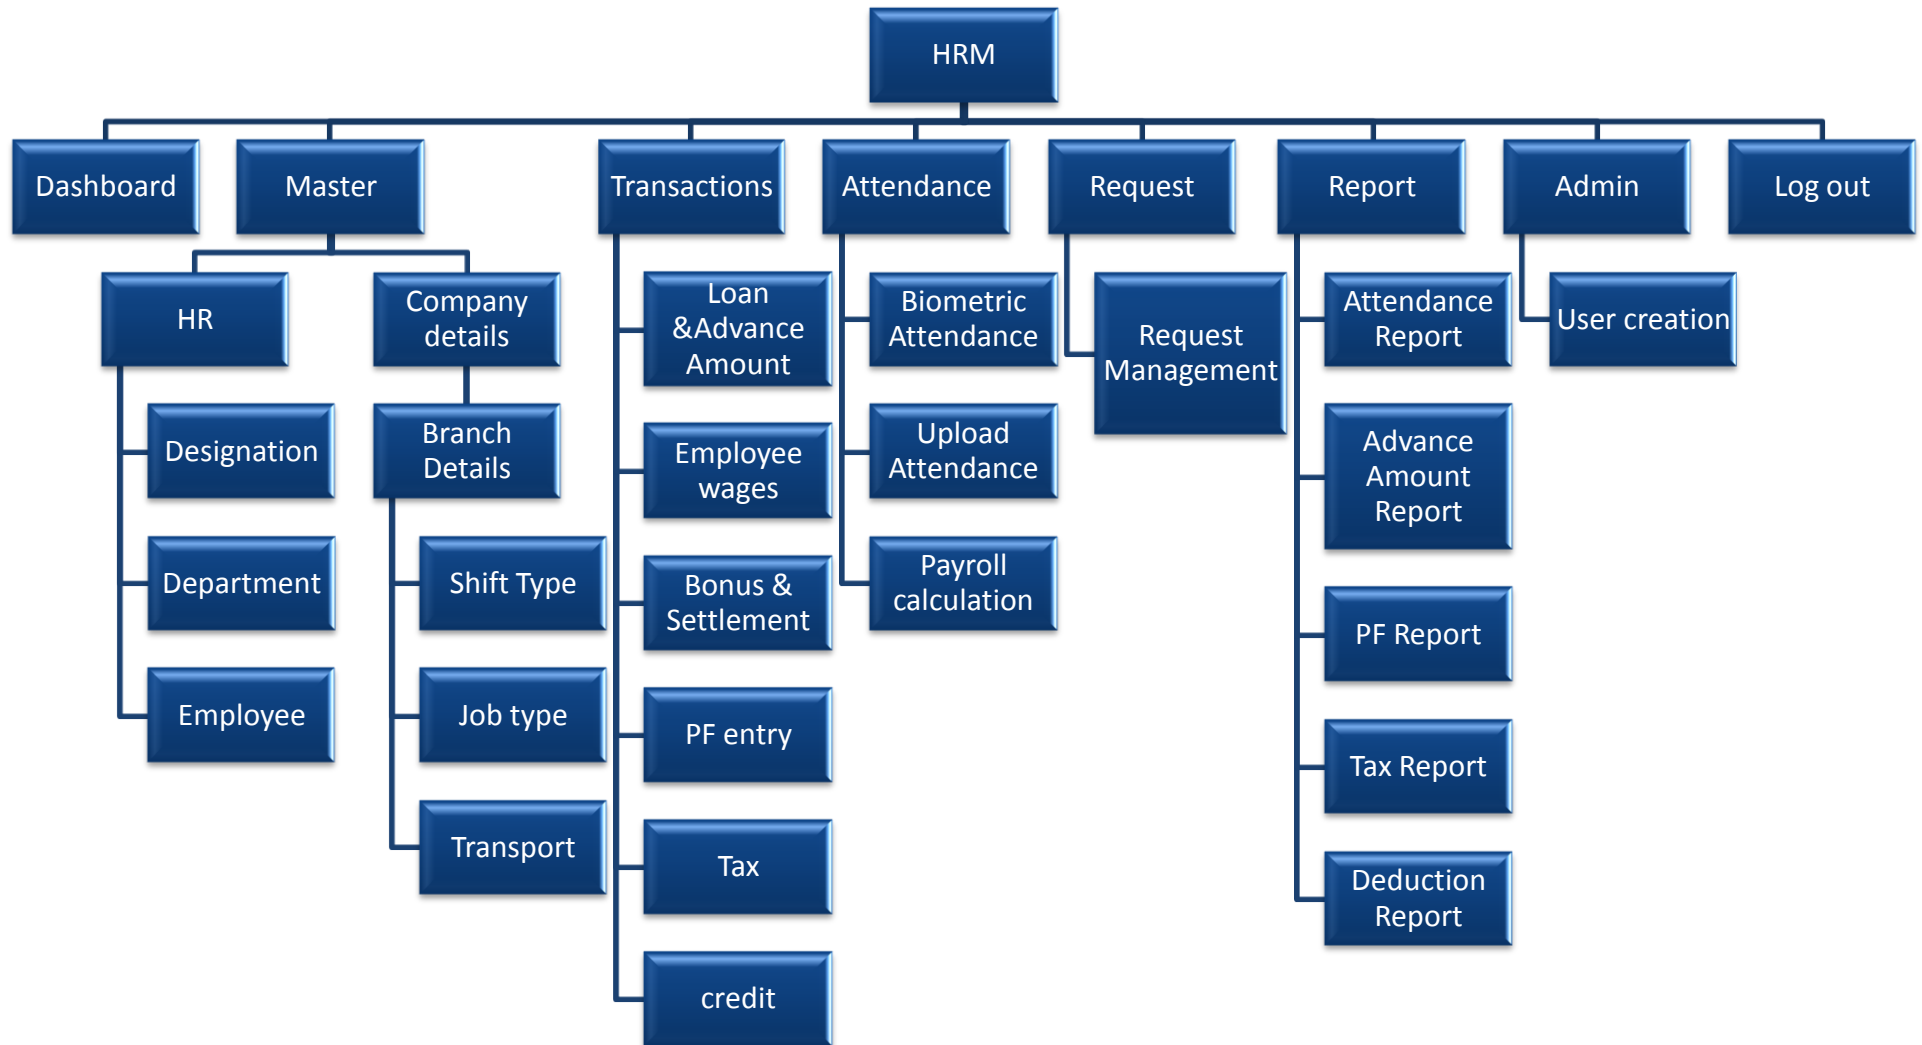 HRM
Dashboard
Master
Transactions
Attendance
Request
Report
Admin
Log out
HR
Designation
Department
Employee
Company
details
Branch
Details
Shift Type
Job type
Transport
Loan
&Advance
Amount
Employee
wages
Bonus &
Settlement
PF entry
Tax
credit
Biometric
Attendance
Upload
Attendance
Payroll
calculation
Request
Management
Attendance
Report
Advance
Amount
Report
PF Report
Tax Report
Deduction
Report
User creation